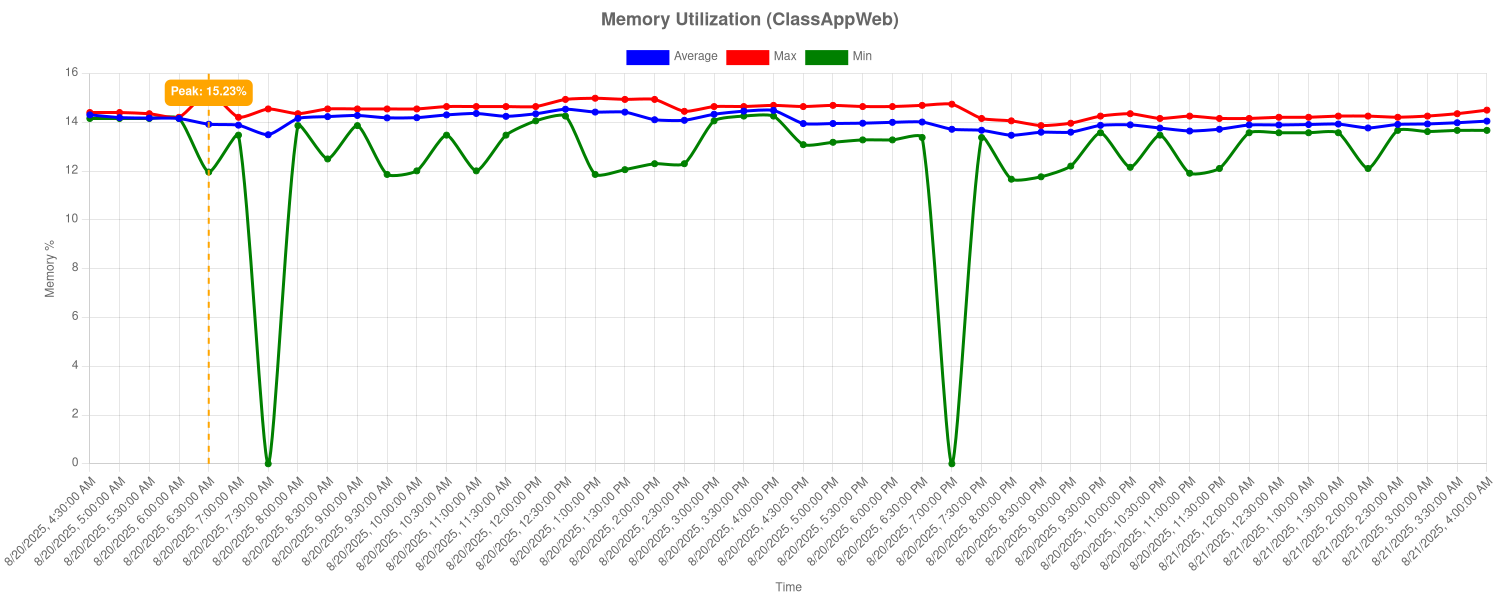 Memory Utilization (ClassAppWeb)
Average Max Min
Peak: 15.23%
16
14
12
10
8
6
4
2
0
Memory %
8/20/2025, 4:30:00 AM
8/20/2025, 5:00:00 AM
8/20/2025, 5:30:00 AM
8/20/2025, 6:00:00 AM
8/20/2025, 6:30:00 AM
8/20/2025, 7:00:00 AM
8/20/2025, 7:30:00 AM
8/20/2025, 8:00:00 AM
8/20/2025, 8:30:00 AM
8/20/2025, 9:00:00 AM
8/20/2025, 9:30:00 AM
8/20/2025, 10:00:00 AM
8/20/2025, 10:30:00 AM
8/20/2025, 11:00:00 AM
8/20/2025, 11:30:00 AM
8/20/2025, 12:00:00 PM
8/20/2025, 12:30:00 PM
8/20/2025, 1:00:00 PM
8/20/2025, 1:30:00 PM
8/20/2025, 2:00:00 PM
8/20/2025, 2:30:00 PM
8/20/2025, 3:00:00 PM
8/20/2025, 3:30:00 PM
8/20/2025, 4:00:00 PM
8/20/2025, 4:30:00 PM
8/20/2025, 5:00:00 PM
8/20/2025, 5:30:00 PM
8/20/2025, 6:00:00 PM
8/20/2025, 6:30:00 PM
8/20/2025, 7:00:00 PM
8/20/2025, 7:30:00 PM
8/20/2025, 8:00:00 PM
8/20/2025, 8:30:00 PM
8/20/2025, 9:00:00 PM
8/20/2025, 9:30:00 PM
8/20/2025, 10:00:00 PM
8/20/2025, 10:30:00 PM
8/20/2025, 11:00:00 PM
8/20/2025, 11:30:00 PM
8/21/2025, 12:00:00 AM
8/21/2025, 12:30:00 AM
8/21/2025, 1:00:00 AM
8/21/2025, 1:30:00 AM
8/21/2025, 2:00:00 AM
8/21/2025, 2:30:00 AM
8/21/2025, 3:00:00 AM
8/21/2025, 3:30:00 AM
8/21/2025, 4:00:00 AM
Time